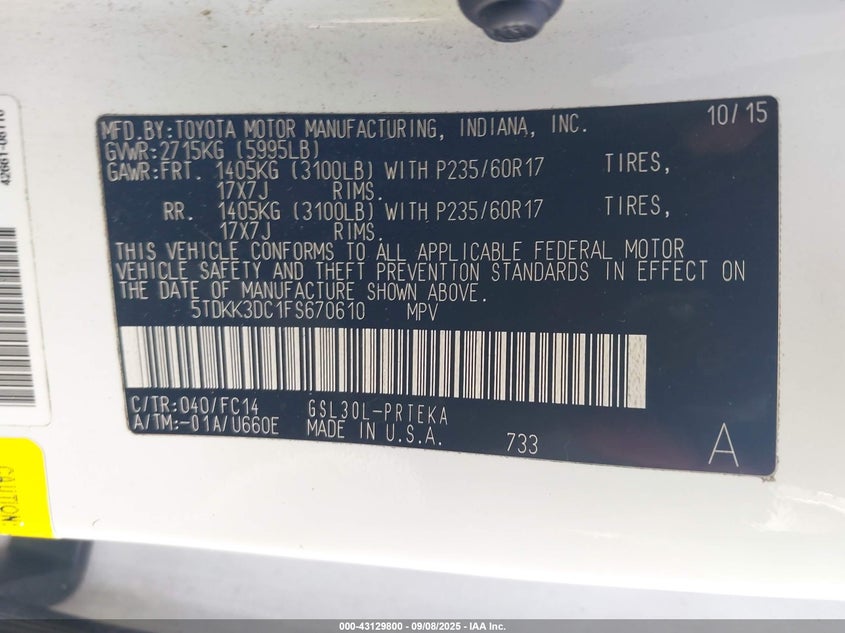 MFD.BY:TOYOTA MOTOR MANUFACTURING, INDIANA, INC. 10/15
GVWR:2715KG (5995LB)
GAWR:FRT. 1405KG (3100LB) WITH P235/60R17 TIRES,
17X7J RIMS.
RR. 1405KG (3100LB) WITH P235/60R17 TIRES,
17X7J RIMS.
THIS VEHICLE CONFORMS TO ALL APPLICABLE FEDERAL MOTOR
VEHICLE SAFETY AND THEFT PREVENTION STANDARDS IN EFFECT ON
THE DATE OF MANUFACTURE SHOWN ABOVE.
5TDKK3DC1FS670610 MPV
C/TR:040/FC14 GSL30L-PRTEKA
A/TM:-01A/U660E MADE IN U.S.A. 733 A
CAUTION:
000-43129800 - 09/08/2025 - IAA Inc.